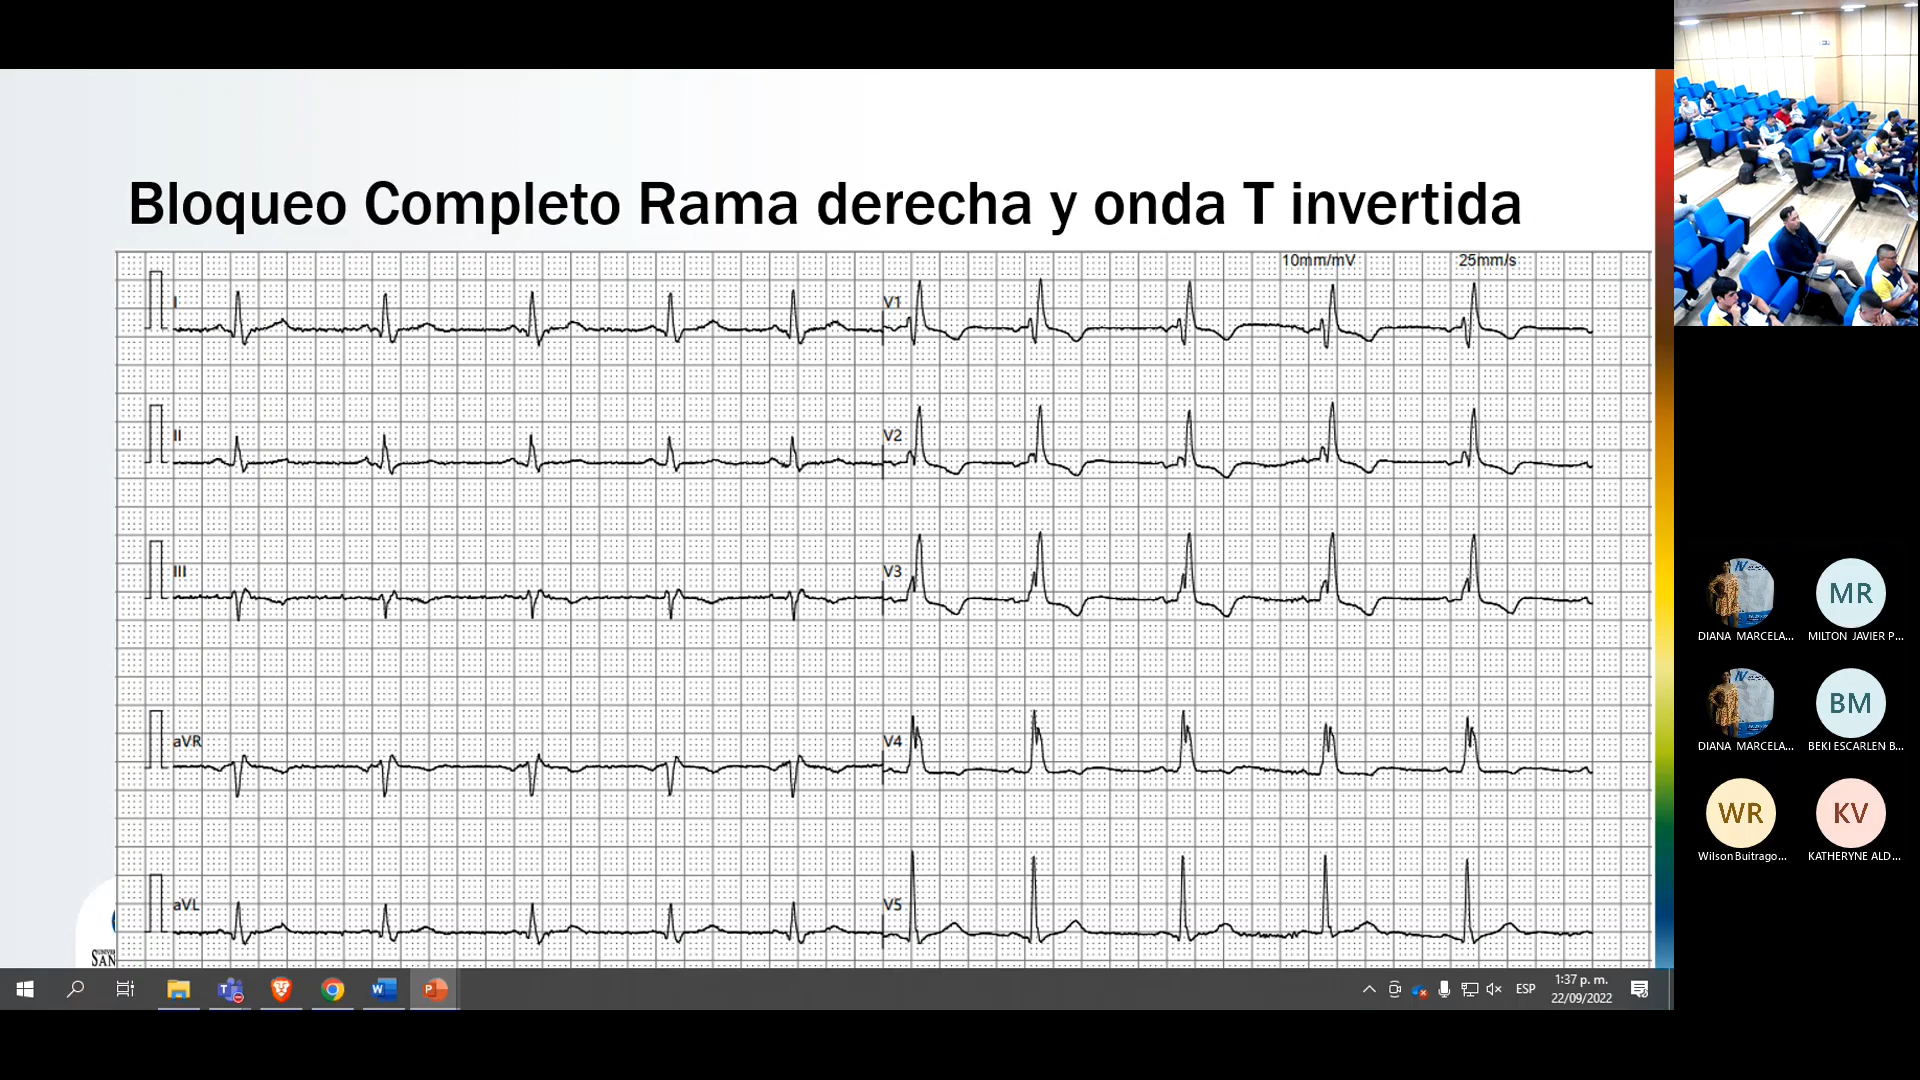 Bloqueo Completo Rama derecha y onda T invertida
10mm/mV 25mm/s
I
V1
II
V2
III
V3
aVR
V4
aVL
V5
SAN
DIANA MARCELA...
MR
MILTON JAVIER P...
DIANA MARCELA...
BM
BEKI ESCARLEN B...
WR
Wilson Buitrago...
KV
KATHERYNE ALD...
ESP
1:37 p. m.
22/09/2022